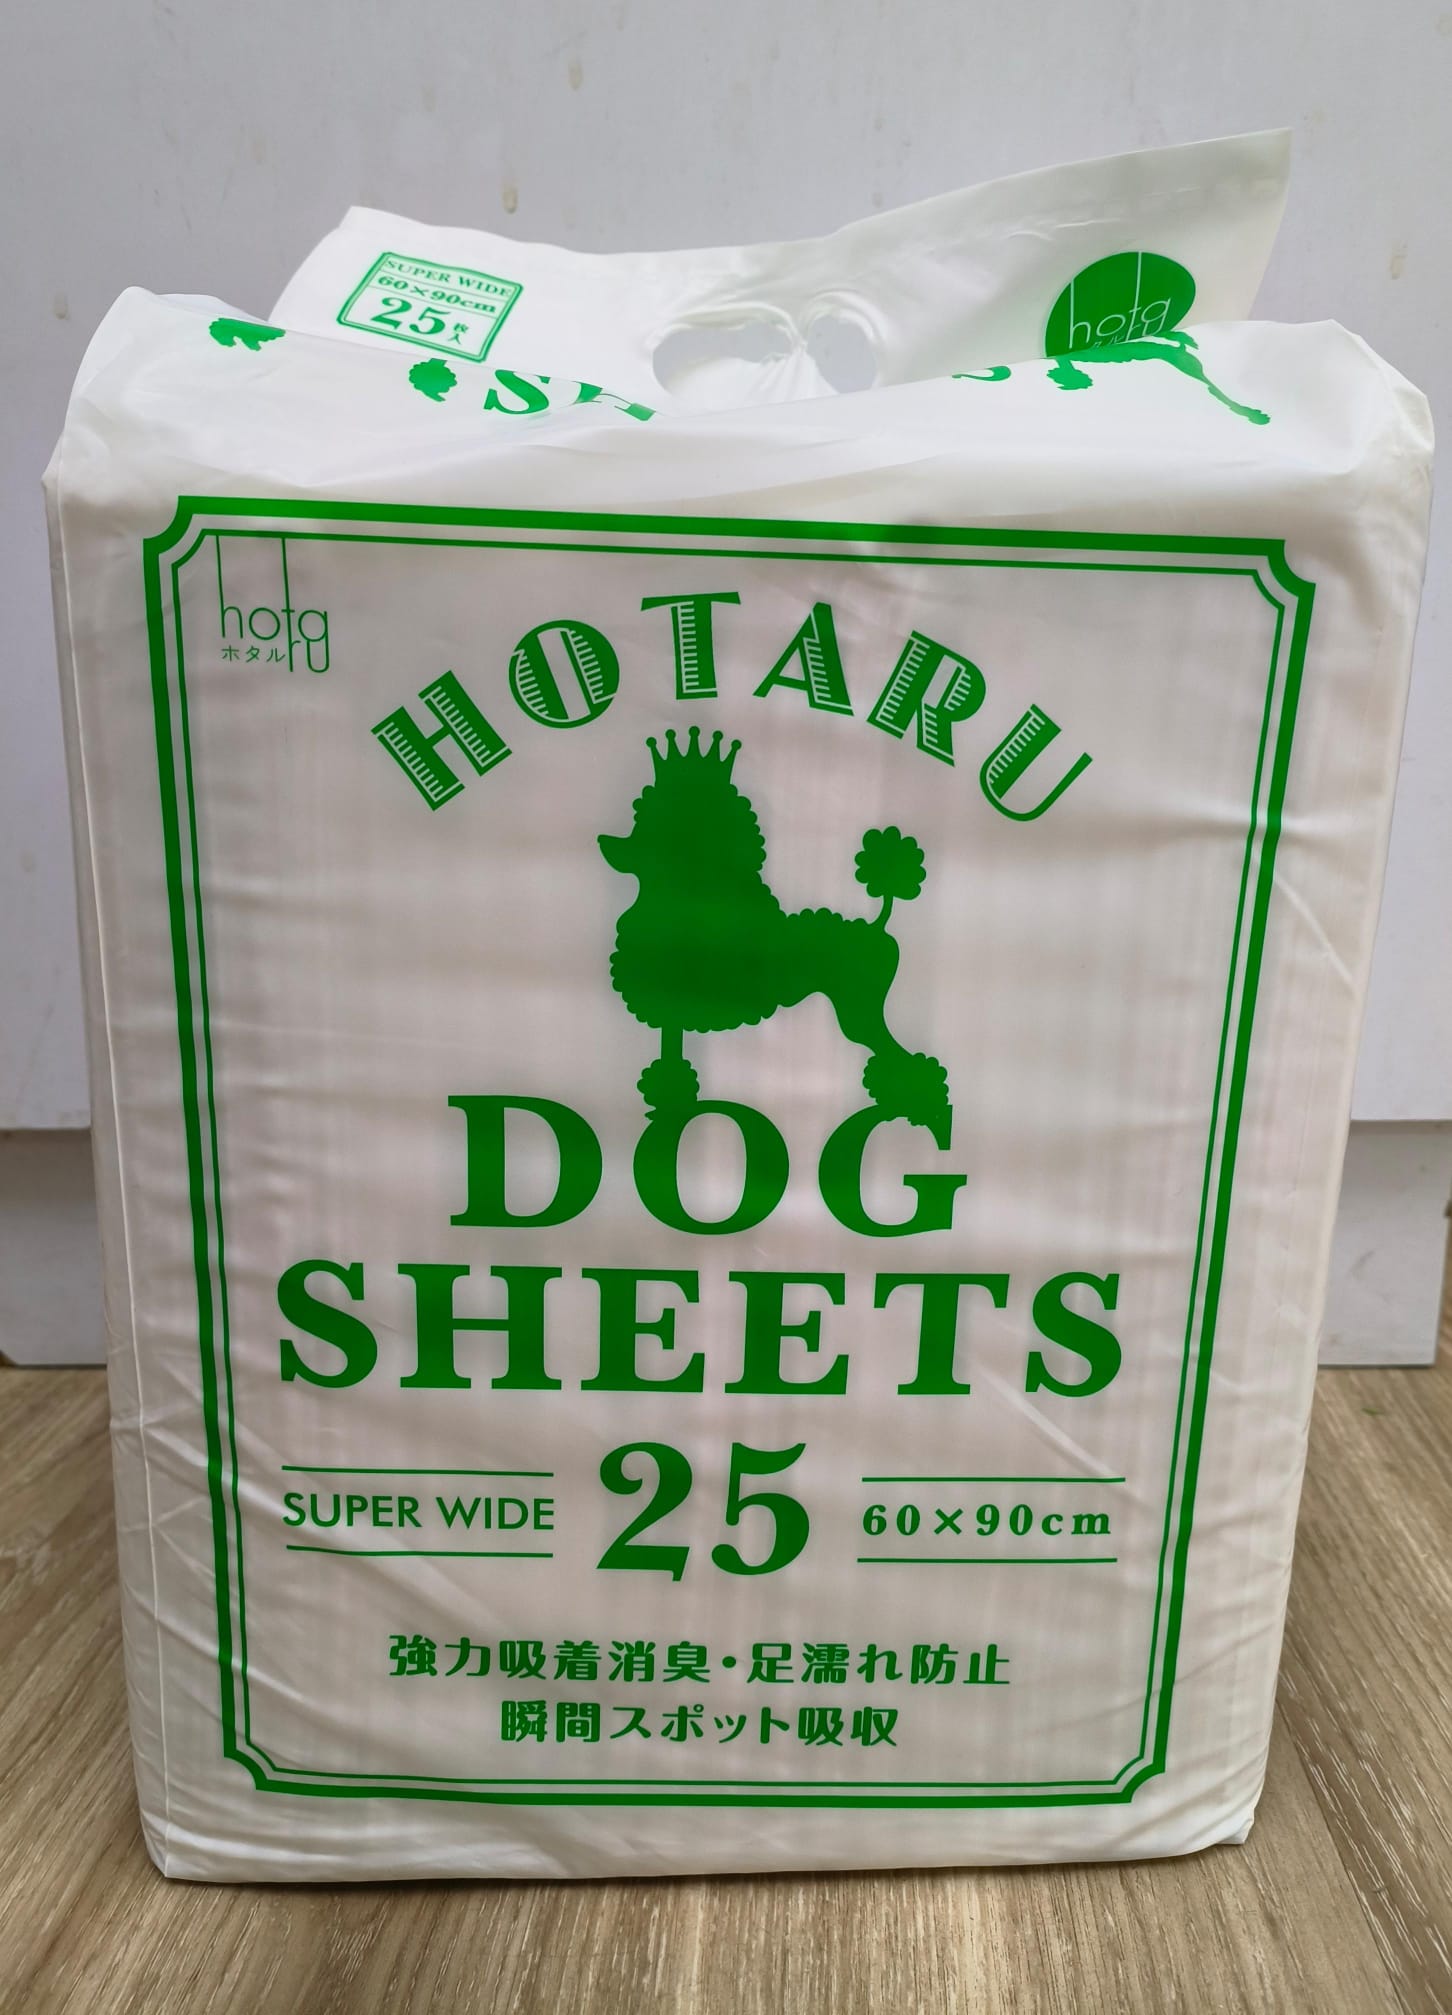 SUPER WIDE
60×90cm
25枚入
hotaru
HOTARU
hotaru
ホタル
DOG
SHEETS
SUPER WIDE
25
60×90cm
強力吸着消臭・足濡れ防止
瞬間スポット吸収